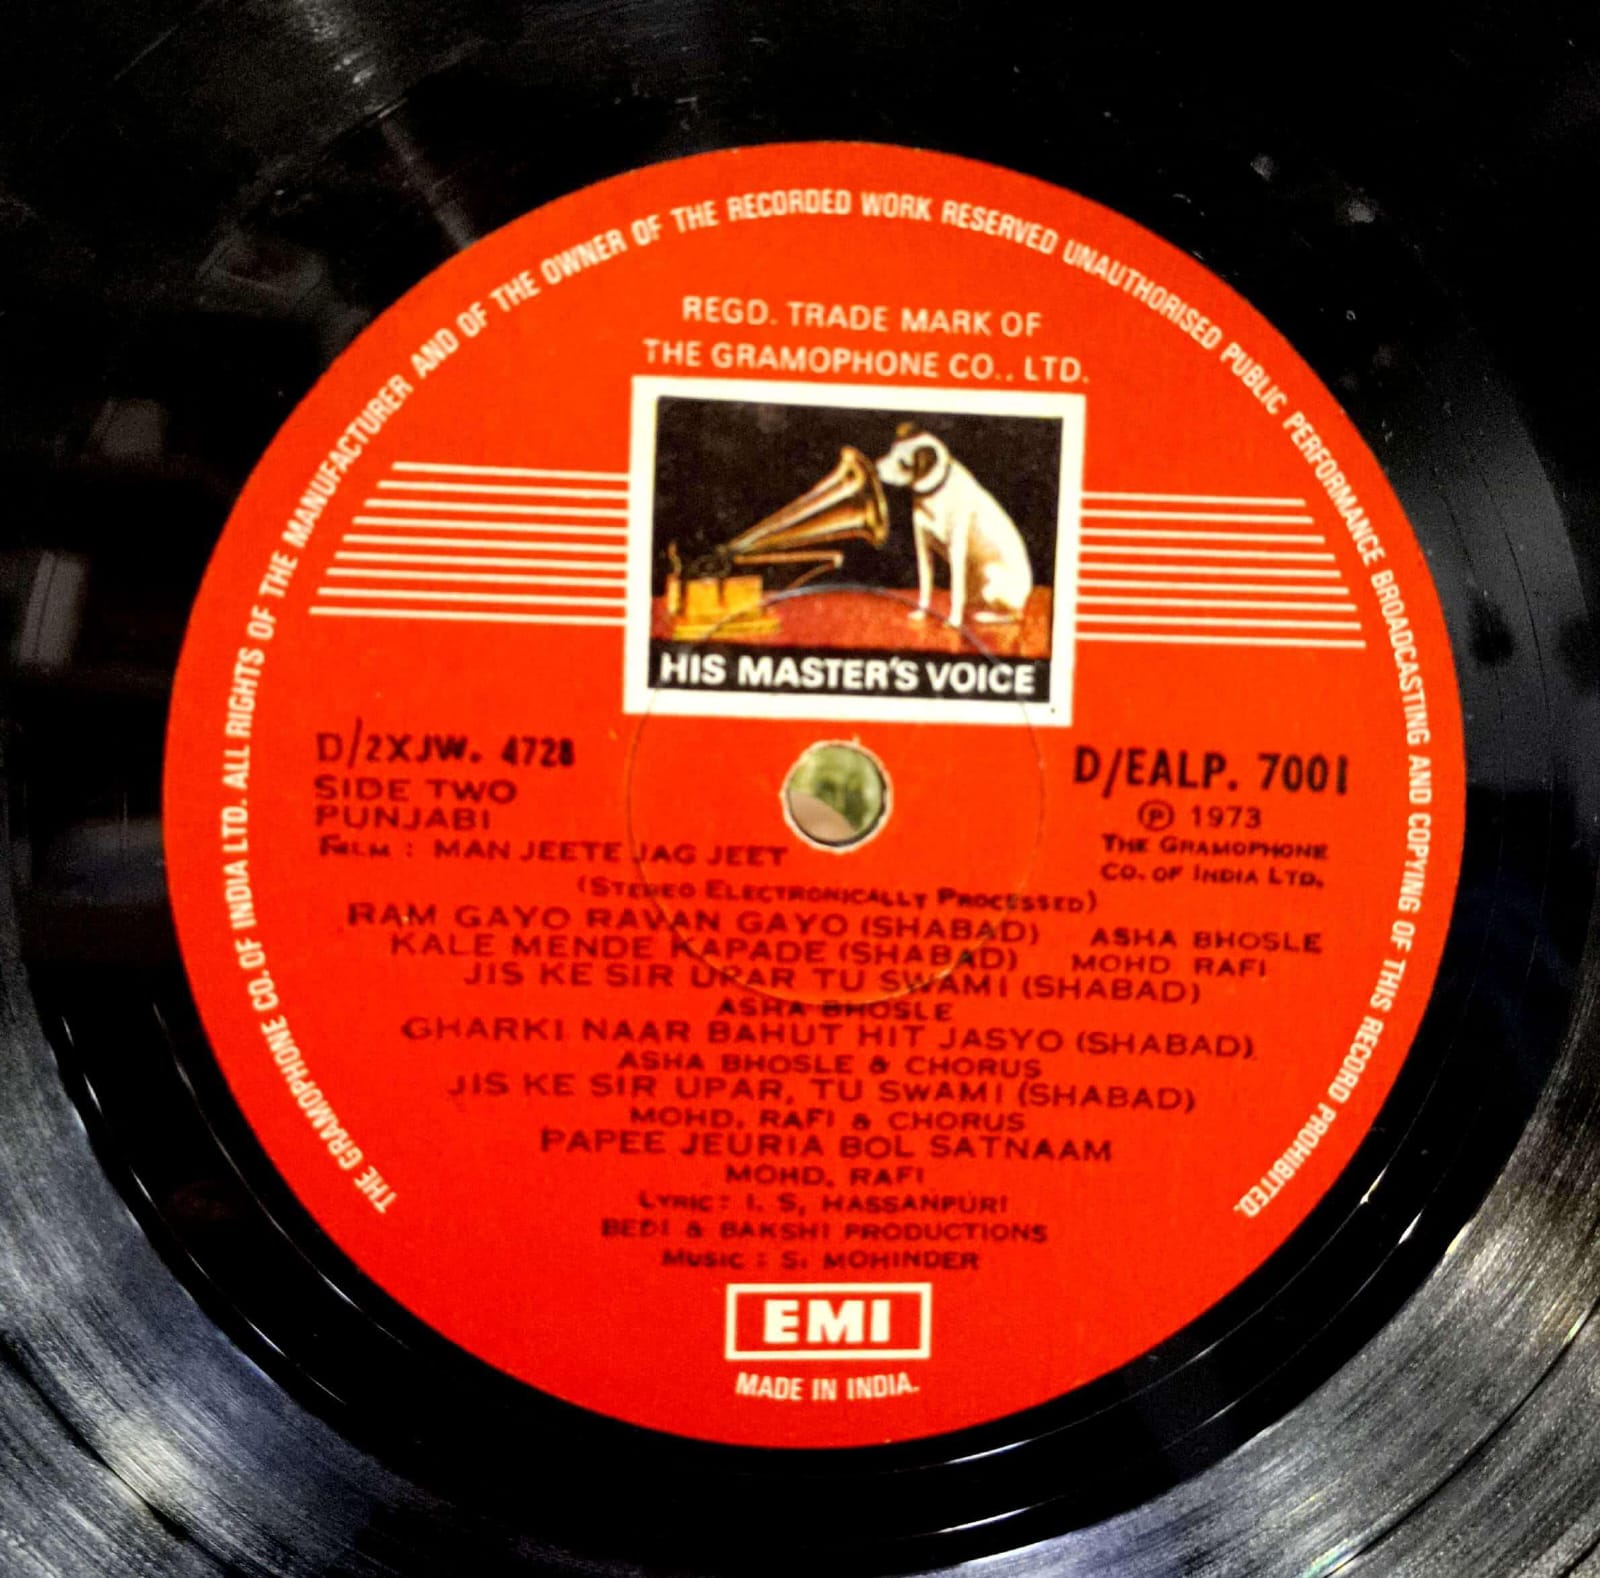 THE GRAMOPHONE CO. OF INDIA LTD. ALL RIGHTS OF THE MANUFACTURER AND OF THE OWNER OF THE RECORDED WORK RESERVED UNAUTHORISED PUBLIC PERFORMANCE BROADCASTING AND COPYING OF THIS RECORD PROHIBITED.
REGD. TRADE MARK OF
THE GRAMOPHONE CO., LTD.
HIS MASTER'S VOICE
D/2XJW. 4728
SIDE TWO
PUNJABI
D/EALP. 7001
℗ 1973
THE GRAMOPHONE
CO. OF INDIA LTD.
FILM : MAN JEETE JAG JEET
(STEREO ELECTRONICALLY PROCESSED)
RAM GAYO RAVAN GAYO (SHABAD) ASHA BHOSLE
KALE MENDE KAPADE (SHABAD) MOHD RAFI
JIS KE SIR UPAR TU SWAMI (SHABAD)
ASHA BHOSLE
GHARKI NAAR BAHUT HIT JASYO (SHABAD)
ASHA BHOSLE & CHORUS
JIS KE SIR UPAR, TU SWAMI (SHABAD)
MOHD. RAFI & CHORUS
PAPEE JEURIA BOL SATNAAM
MOHD. RAFI
LYRIC : I. S, HASSANPURI
BEDI & BAKSHI PRODUCTIONS
MUSIC : S. MOHINDER
EMI
MADE IN INDIA.